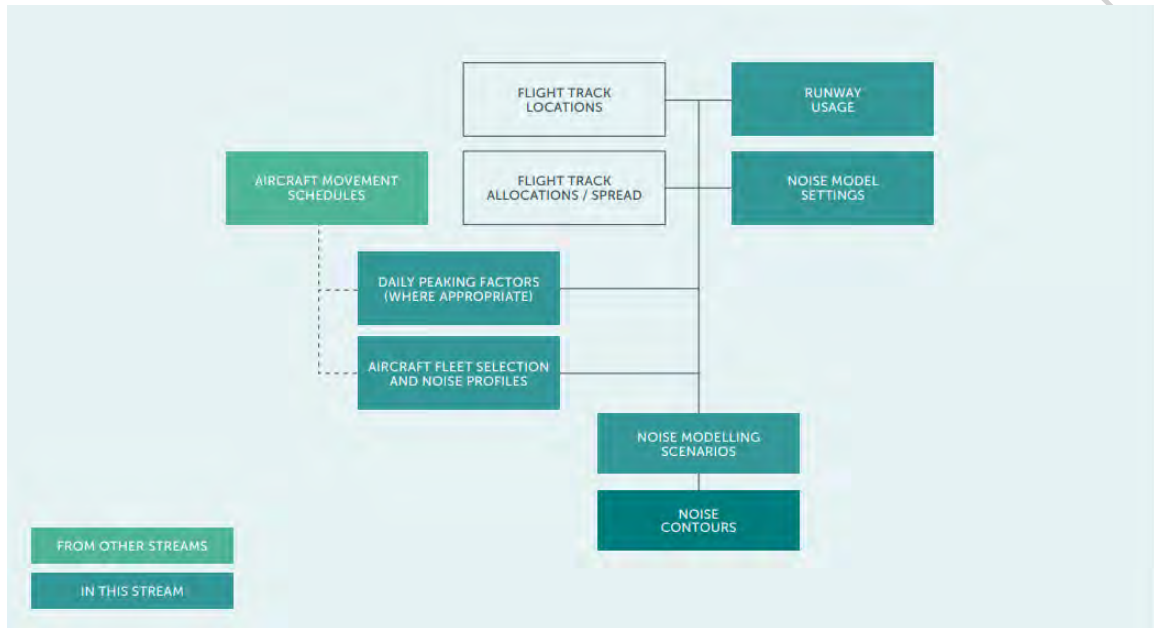 FLIGHT TRACK
LOCATIONS
RUNWAY
USAGE
AIRCRAFT MOVEMENT
SCHEDULES
FLIGHT TRACK
ALLOCATIONS / SPREAD
NOISE MODEL
SETTINGS
DAILY PEAKING FACTORS
(WHERE APPROPRIATE)
AIRCRAFT FLEET SELECTION
AND NOISE PROFILES
NOISE MODELLING
SCENARIOS
NOISE
CONTOURS
FROM OTHER STREAMS
IN THIS STREAM